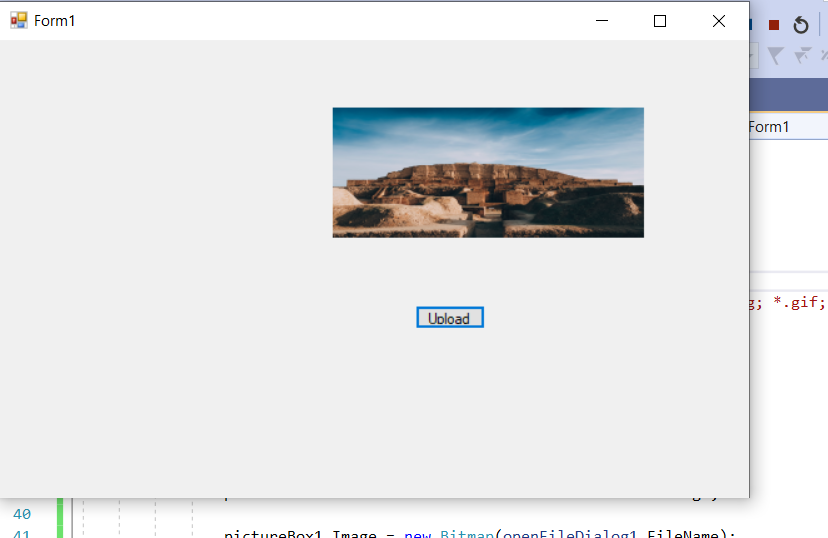 Form1
Form1
g; *.gif;
Upload
40
41 pictureBox1.Image = new Bitmap(openFileDialog1.FileName);